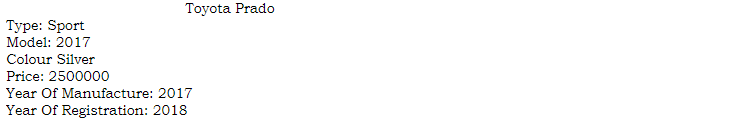 Toyota Prado
Type: Sport
Model: 2017
Colour Silver
Price: 2500000
Year Of Manufacture: 2017
Year Of Registration: 2018